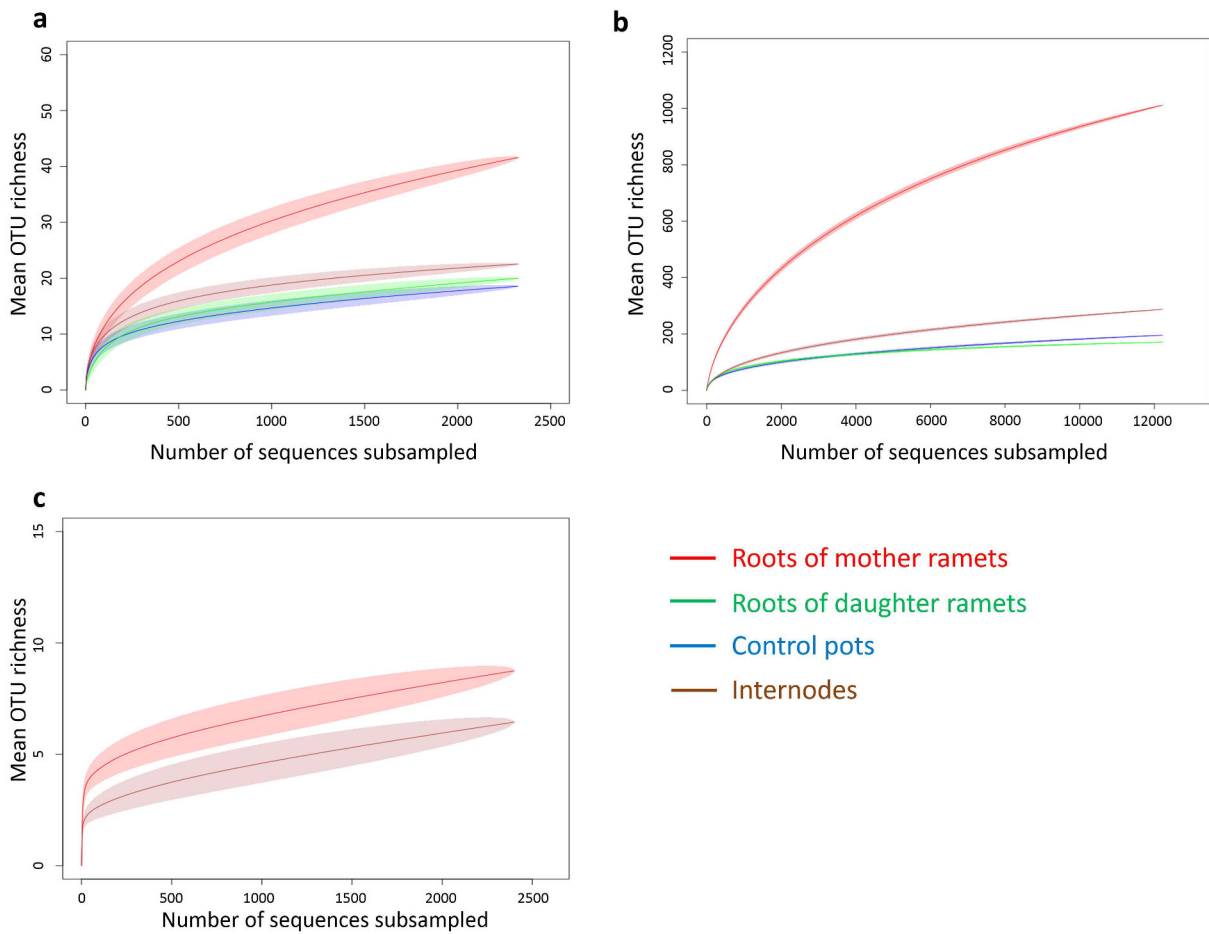 a
60
50
40
30
20
10
0
Mean OTU richness
0 500 1000 1500 2000 2500
Number of sequences subsampled
b
1200
1000
800
600
400
200
0
Mean OTU richness
0 2000 4000 6000 8000 10000 12000
Number of sequences subsampled
c
15
10
5
0
Mean OTU richness
0 500 1000 1500 2000 2500
Number of sequences subsampled
Roots of mother ramets
Roots of daughter ramets
Control pots
Internodes